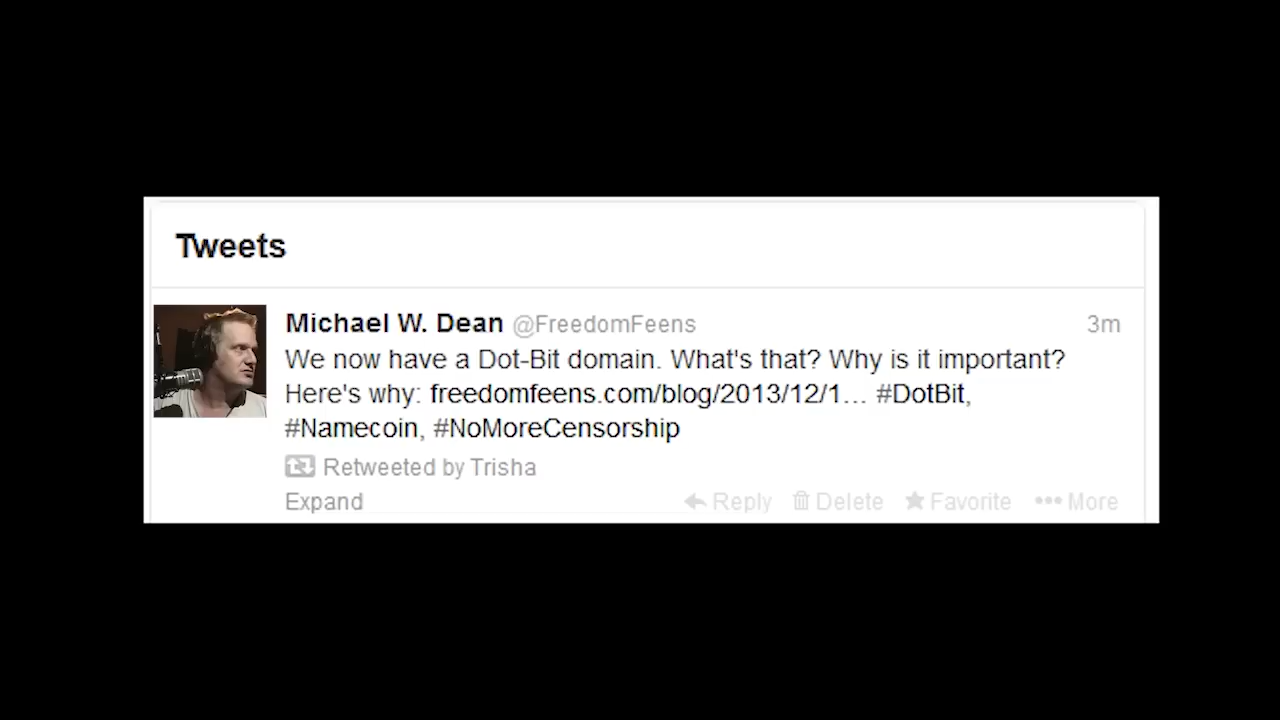 Tweets
Michael W. Dean @FreedomFeens 3m
We now have a Dot-Bit domain. What's that? Why is it important?
Here's why: freedomfeens.com/blog/2013/12/1... #DotBit,
#Namecoin, #NoMoreCensorship
Retweeted by Trisha
Expand Reply Delete Favorite More